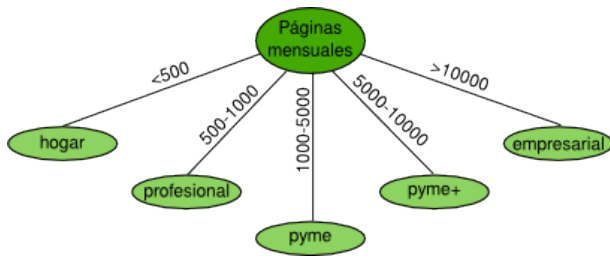 Páginas
mensuales
<500
500-1000
1000-5000
5000-10000
>10000
hogar
profesional
pyme
pyme+
empresarial